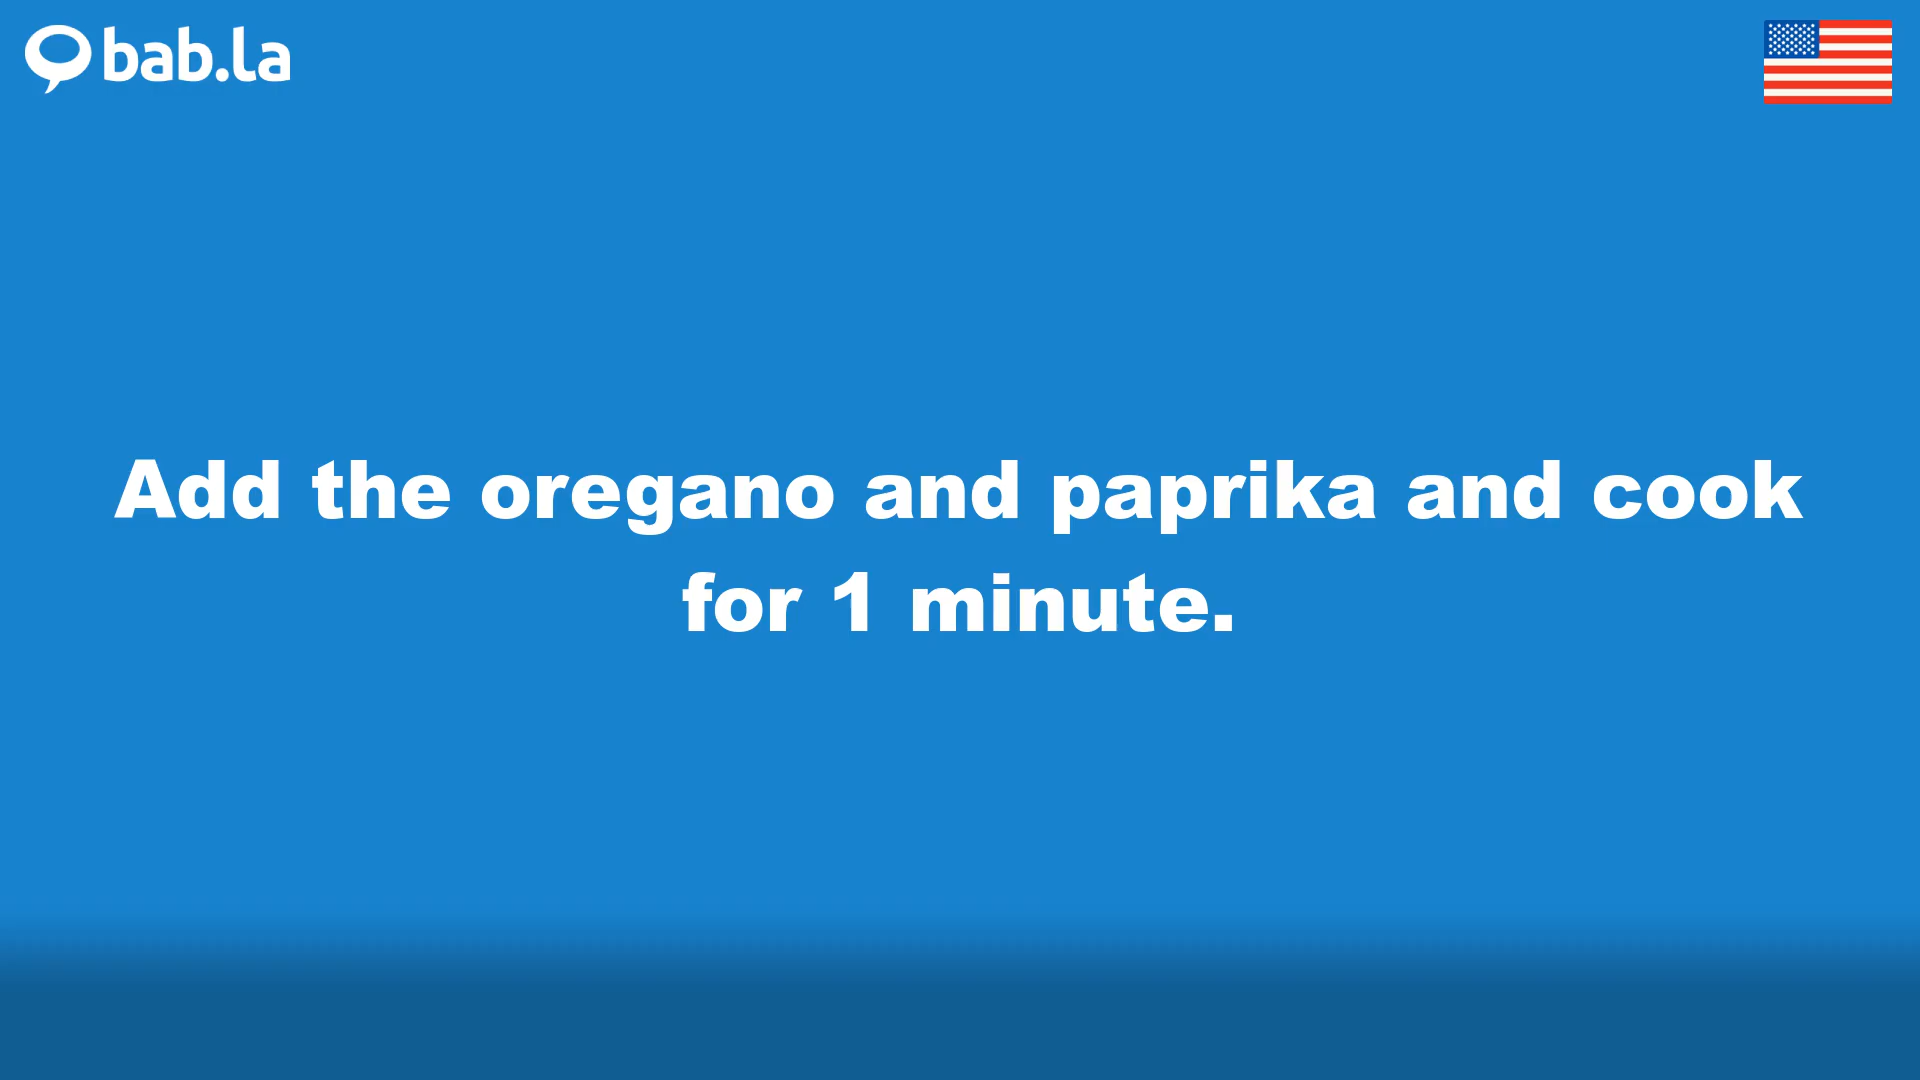 bab.la
Add the oregano and paprika and cook
for 1 minute.